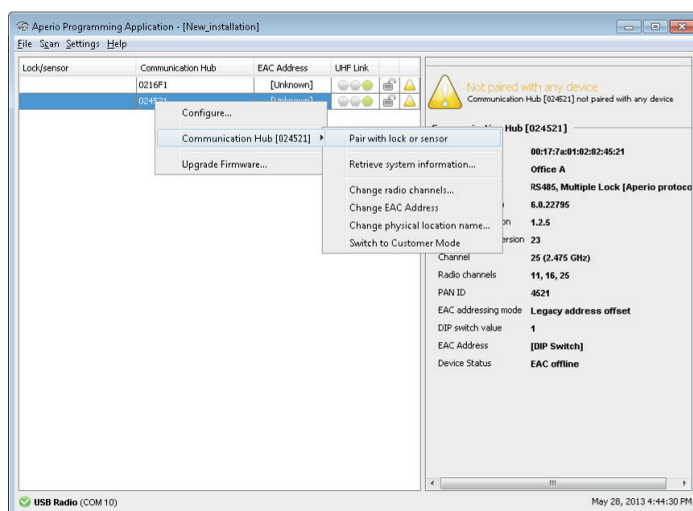 Aperio Programming Application - [New_installation]
File Scan Settings Help
Lock/sensor Communication Hub EAC Address UHF Link
0216F1 [Unknown]
024521 [Unknown]
Configure...
Communication Hub [024521]
Upgrade Firmware...
Pair with lock or sensor
Retrieve system information...
Change radio channels...
Change EAC Address
Change physical location name...
Switch to Customer Mode
Not paired with any device
Communication Hub [024521] not paired with any device
Hub [024521]
00:17:7a:01:02:02:45:21
Office A
RS485, Multiple Lock [Aperio protoco
6.0.22795
on 1.2.5
ersion 23
Channel 25 (2.475 GHz)
Radio channels 11, 16, 25
PAN ID 4521
EAC addressing mode Legacy address offset
DIP switch value 1
EAC Address [DIP Switch]
Device Status EAC offline
USB Radio (COM 10) May 28, 2013 4:44:30 PM